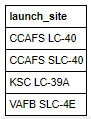 launch_site
CCAFS LC-40
CCAFS SLC-40
KSC LC-39A
VAFB SLC-4E